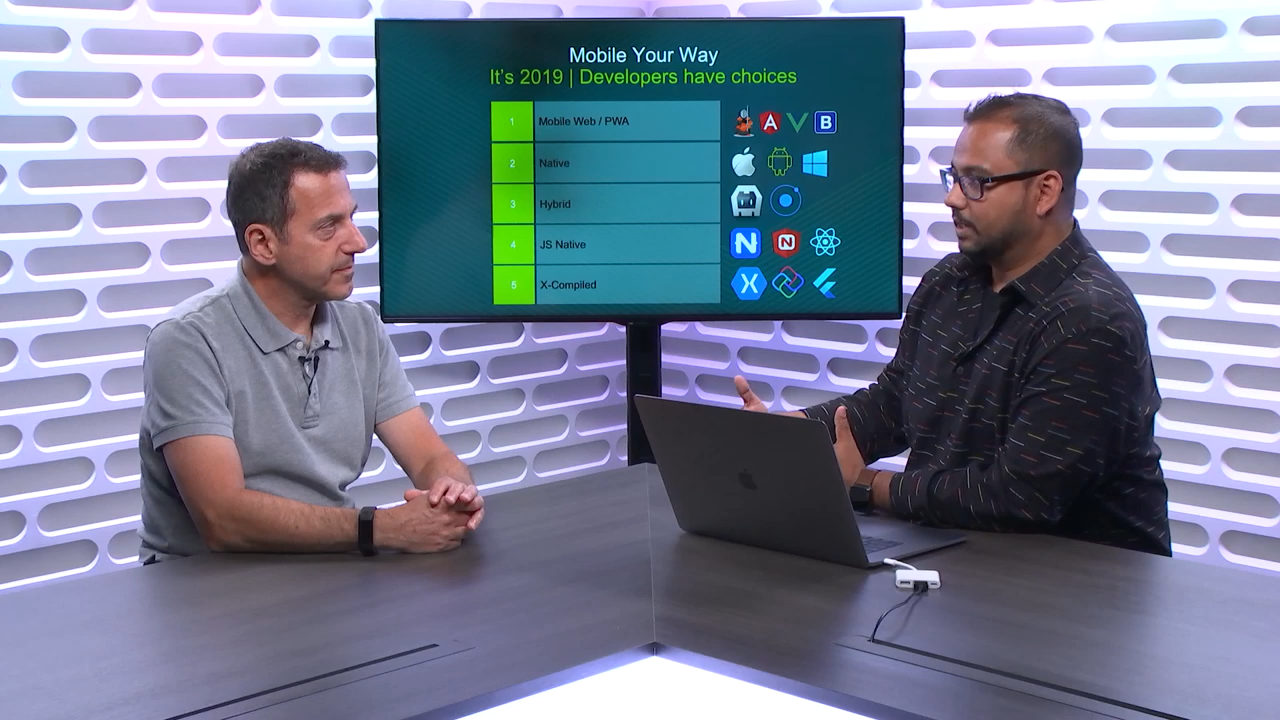 Mobile Your Way
It's 2019 | Developers have choices
1 Mobile Web / PWA
A B
2 Native
3 Hybrid
4 JS Native
N N
5 X-Compiled
X